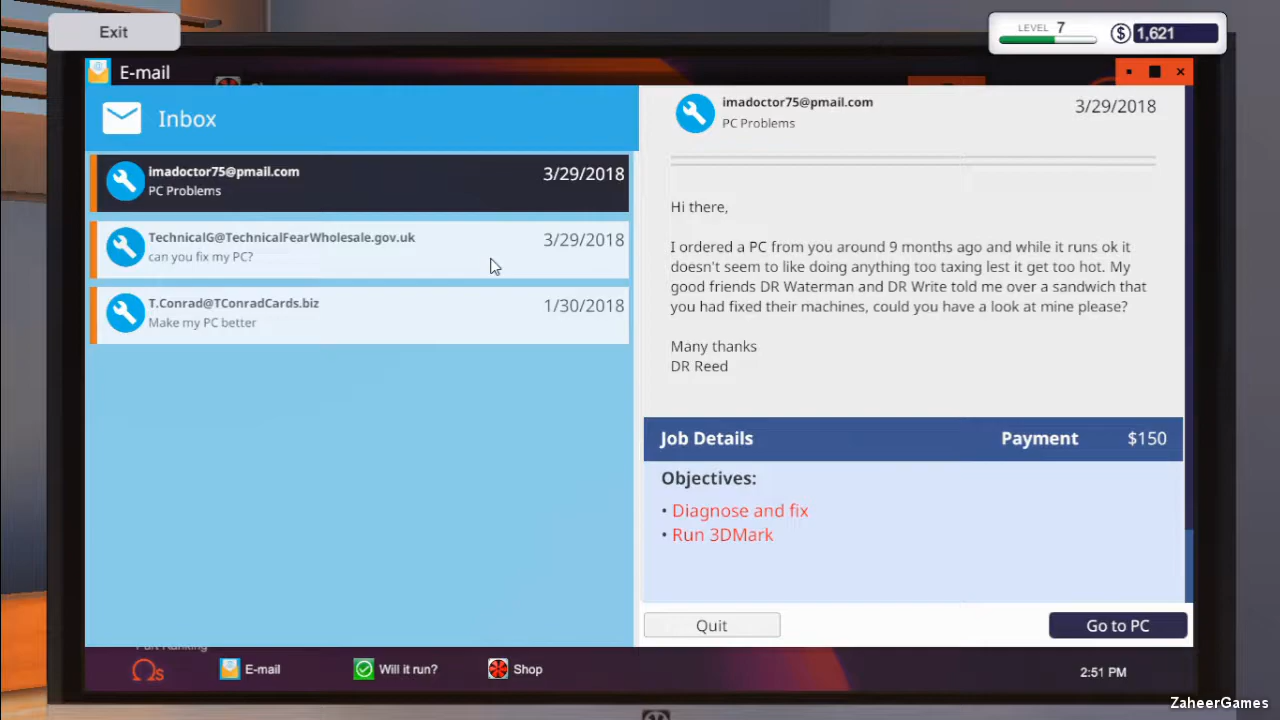 Exit
LEVEL 7
$ 1,621
E-mail
Inbox
imadoctor75@pmail.com
PC Problems
3/29/2018
TechnicalG@TechnicalFearWholesale.gov.uk
can you fix my PC?
3/29/2018
T.Conrad@TConradCards.biz
Make my PC better
1/30/2018
imadoctor75@pmail.com
PC Problems
3/29/2018
Hi there,
I ordered a PC from you around 9 months ago and while it runs ok it
doesn't seem to like doing anything too taxing lest it get too hot. My
good friends DR Waterman and DR Write told me over a sandwich that
you had fixed their machines, could you have a look at mine please?
Many thanks
DR Reed
Job Details Payment $150
Objectives:
• Diagnose and fix
• Run 3DMark
Quit
Go to PC
Ωs
E-mail
Will it run?
Shop
2:51 PM
ZaheerGames